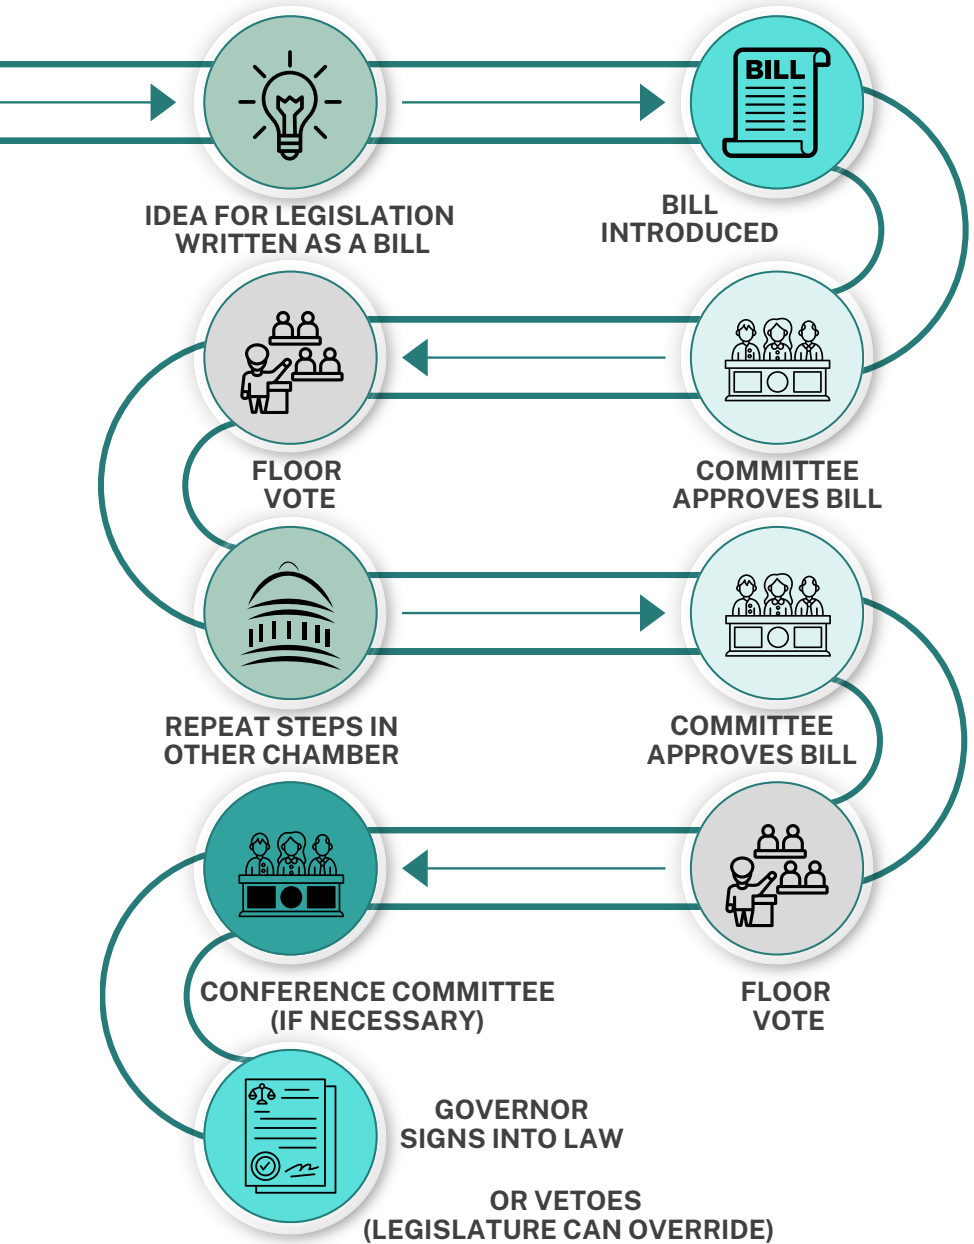 BILL
IDEA FOR LEGISLATION
WRITTEN AS A BILL
BILL
INTRODUCED
FLOOR
VOTE
COMMITTEE
APPROVES BILL
REPEAT STEPS IN
OTHER CHAMBER
COMMITTEE
APPROVES BILL
CONFERENCE COMMITTEE
(IF NECESSARY)
FLOOR
VOTE
GOVERNOR
SIGNS INTO LAW
OR VETOES
(LEGISLATURE CAN OVERRIDE)